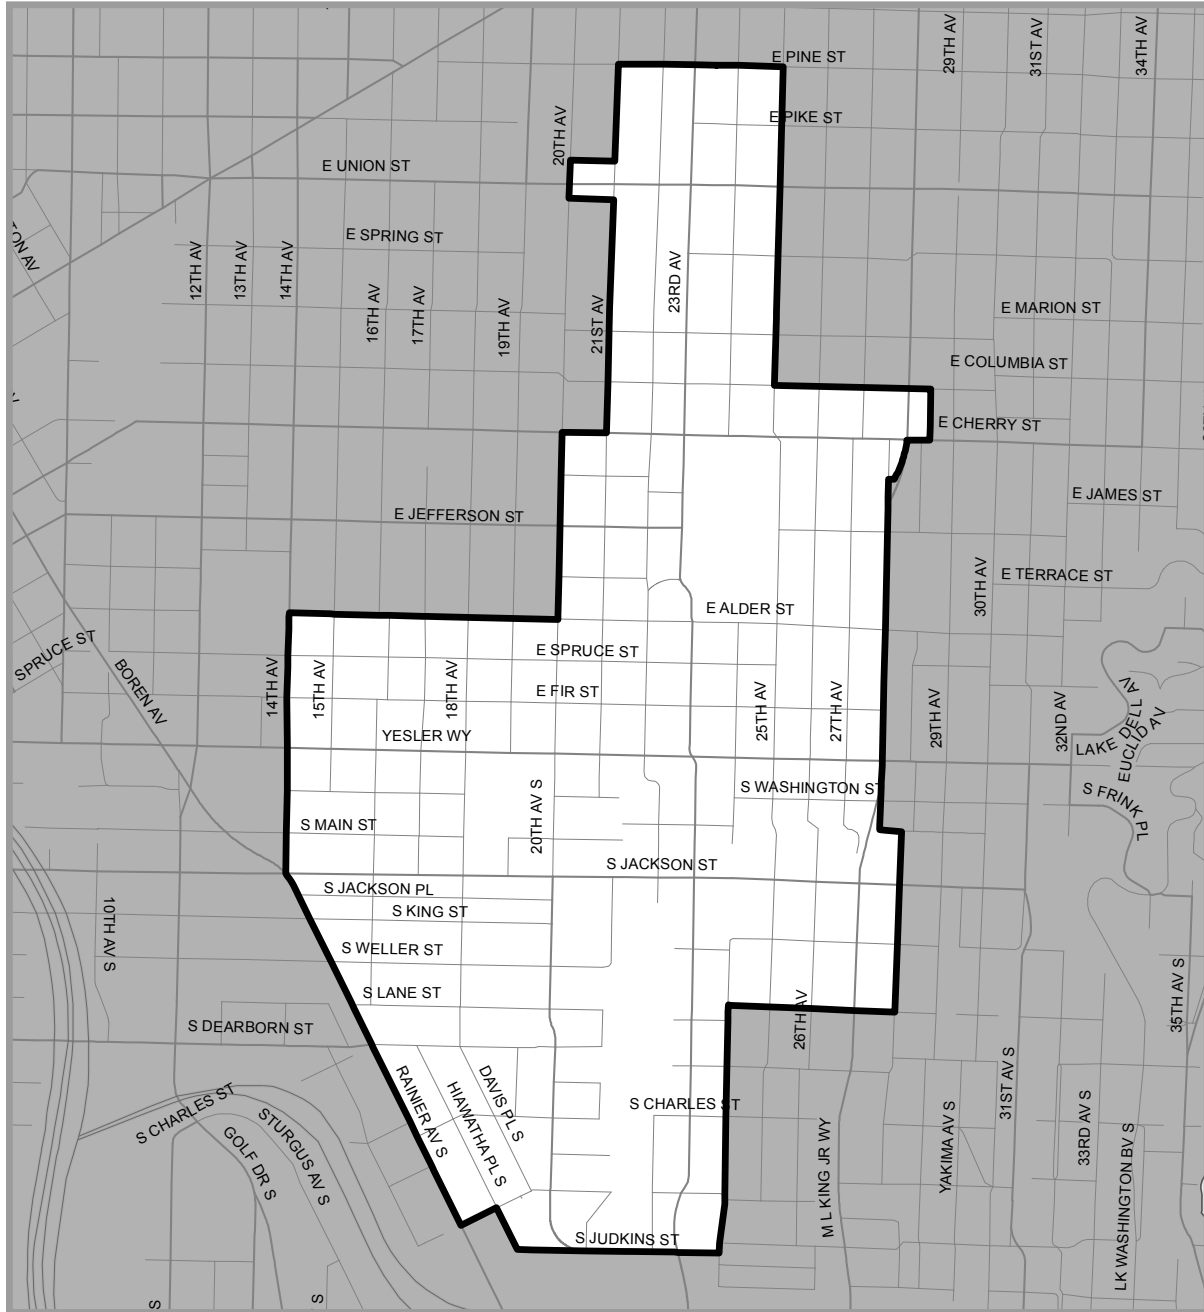 E PINE ST
29TH AV
31ST AV
34TH AV
E PIKE ST
20TH AV
E UNION ST
E SPRING ST
TON AV
12TH AV
13TH AV
14TH AV
16TH AV
17TH AV
19TH AV
21ST AV
23RD AV
E MARION ST
E COLUMBIA ST
E CHERRY ST
E JAMES ST
E JEFFERSON ST
E TERRACE ST
30TH AV
E ALDER ST
SPRUCE ST
E SPRUCE ST
BOREN AV
14TH AV
15TH AV
18TH AV
E FIR ST
25TH AV
27TH AV
29TH AV
32ND AV
LAKE DELL AV
EUCLID AV
YESLER WY
S WASHINGTON ST
S FRINK PL
20TH AV S
S MAIN ST
S JACKSON ST
S JACKSON PL
S KING ST
10TH AV S
S WELLER ST
S LANE ST
35TH AV S
S DEARBORN ST
26TH AV
RAINIER AV S
HIAWATHA PL S
DAVIS PL S
S CHARLES ST
31ST AV S
S CHARLES ST
STURGUS AV S
GOLF DR S
M L KING JR WY
YAKIMA AV S
33RD AV S
LK WASHINGTON BV S
S JUDKINS ST
S
S